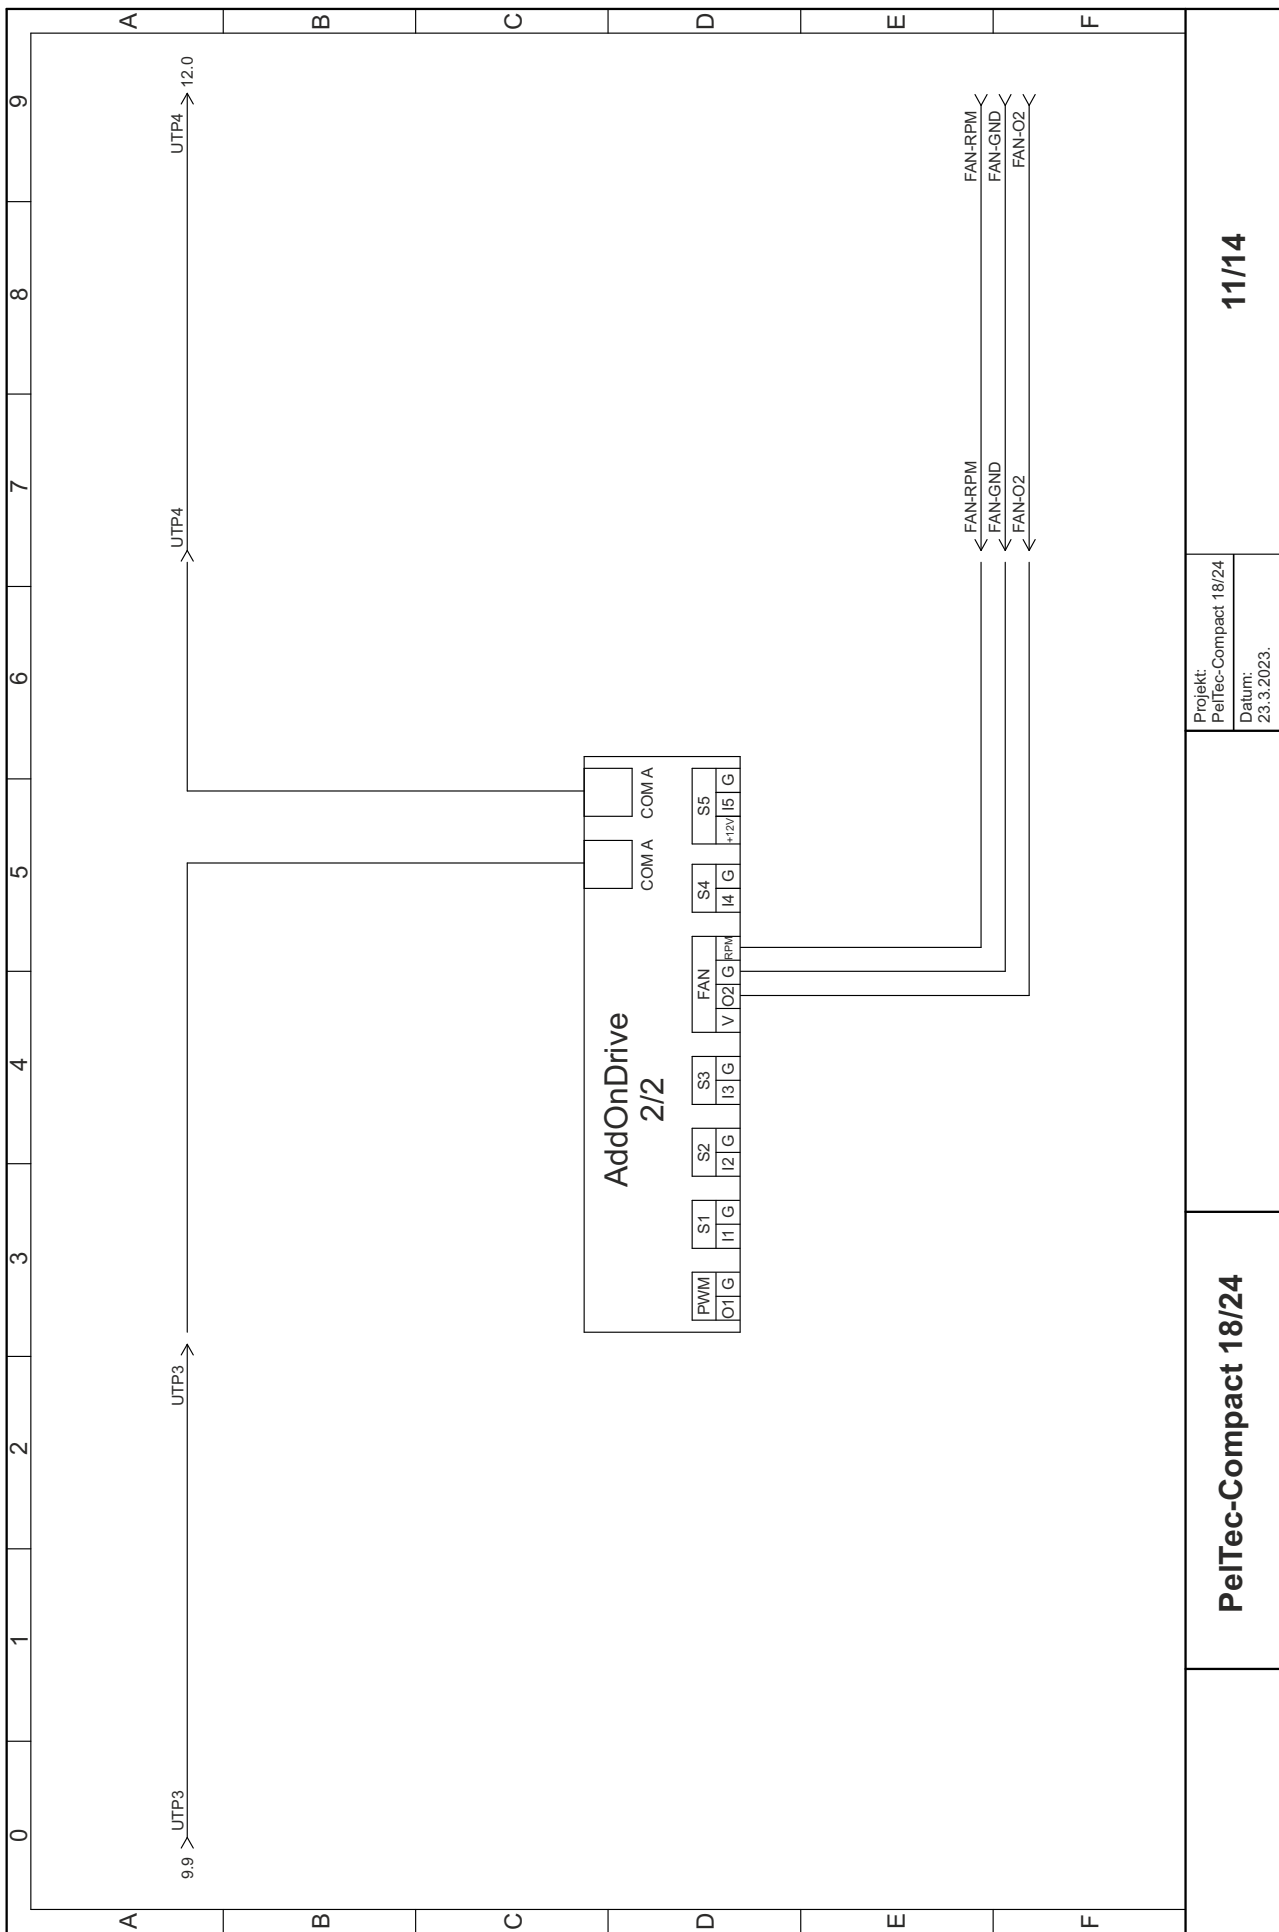 0 1 2 3 4 5 6 7 8 9
A A
9.9 UTP3 UTP3 UTP4 UTP4 12.0
B B
C C
COM A COM A
AddOnDrive
2/2
D D
PWM S1 S2 S3 FAN S4 S5
O1 G I1 G I2 G I3 G V O2 G RPM I4 G +12V I5 G
E E
FAN-RPM FAN-RPM
FAN-GND FAN-GND
FAN-O2 FAN-O2
F F
PelTec-Compact 18/24
Projekt:
PelTec-Compact 18/24
Datum:
23.3.2023.
11/14